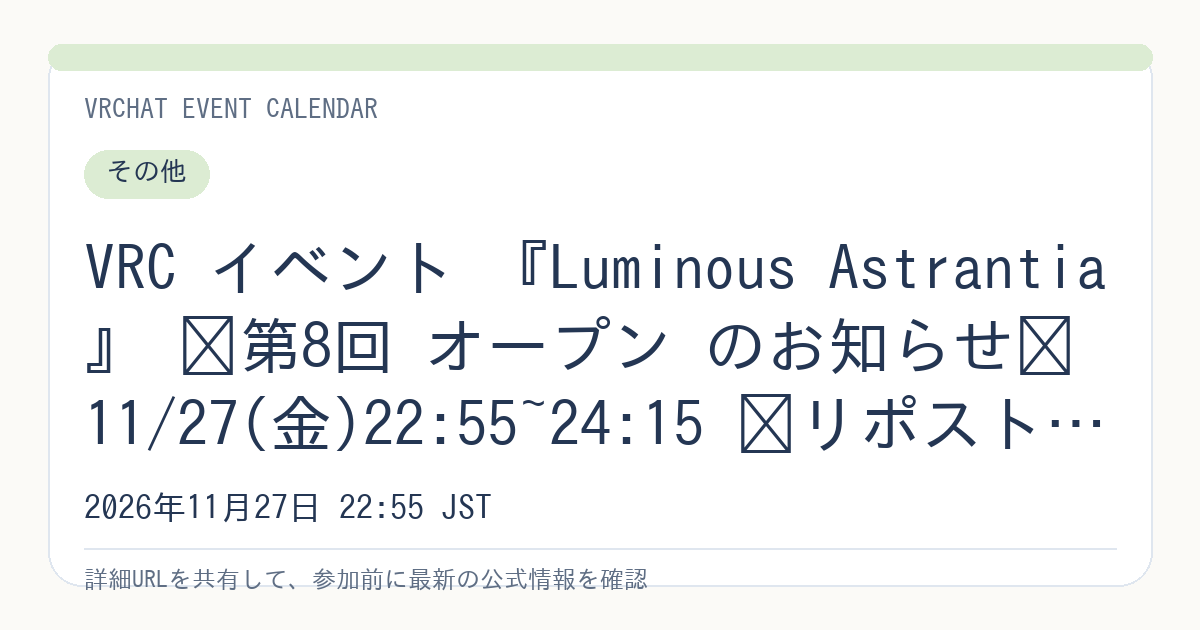 VRCHAT EVENT CALENDAR
その他
VRC イベント 『Luminous Astrantia
』 第8回 オープン のお知らせ
11/27(金)22:55~24:15 リポスト…
2026年11月27日 22:55 JST
詳細URLを共有して、参加前に最新の公式情報を確認